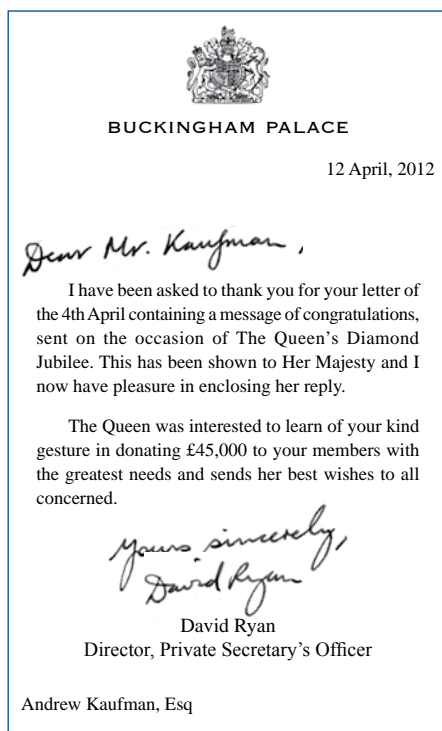 BUCKINGHAM PALACE
12 April, 2012
Dear Mr. Kaufman,
I have been asked to thank you for your letter of
the 4th April containing a message of congratulations,
sent on the occasion of The Queen's Diamond
Jubilee. This has been shown to Her Majesty and I
now have pleasure in enclosing her reply.
The Queen was interested to learn of your kind
gesture in donating £45,000 to your members with
the greatest needs and sends her best wishes to all
concerned.
Yours sincerely,
David Ryan
David Ryan
Director, Private Secretary's Officer
Andrew Kaufman, Esq